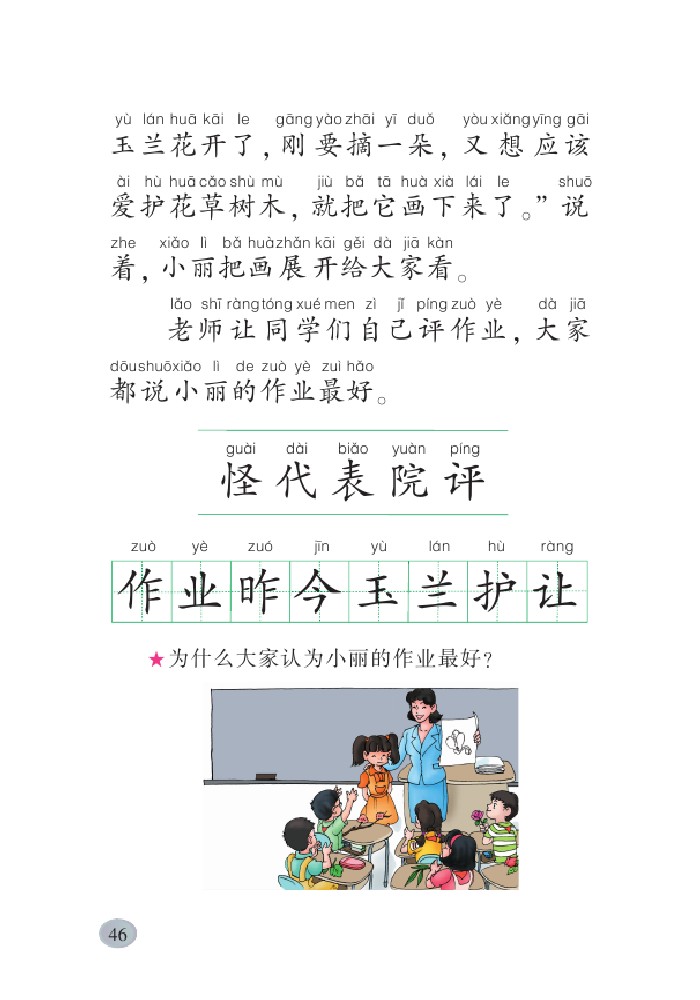 yù lán huā kāi le gāng yào zhāi yī duǒ yòu xiǎng yīng gāi
玉兰花开了，刚要摘一朵，又想应该
ài hù huā cǎo shù mù jiù bǎ tā huà xià lái le shuō
爱护花草树木，就把它画下来了。”说
zhe xiǎo lì bǎ huà zhǎn kāi gěi dà jiā kàn
着，小丽把画展开给大家看。
lǎo shī ràng tóng xué men zì jǐ píng zuò yè dà jiā
老师让同学们自己评作业，大家
dōu shuō xiǎo lì de zuò yè zuì hǎo
都说小丽的作业最好。
guài dài biǎo yuàn píng
怪代表院评
zuò yè zuó jīn yù lán hù ràng
作业昨今玉兰护让
★为什么大家认为小丽的作业最好？
46